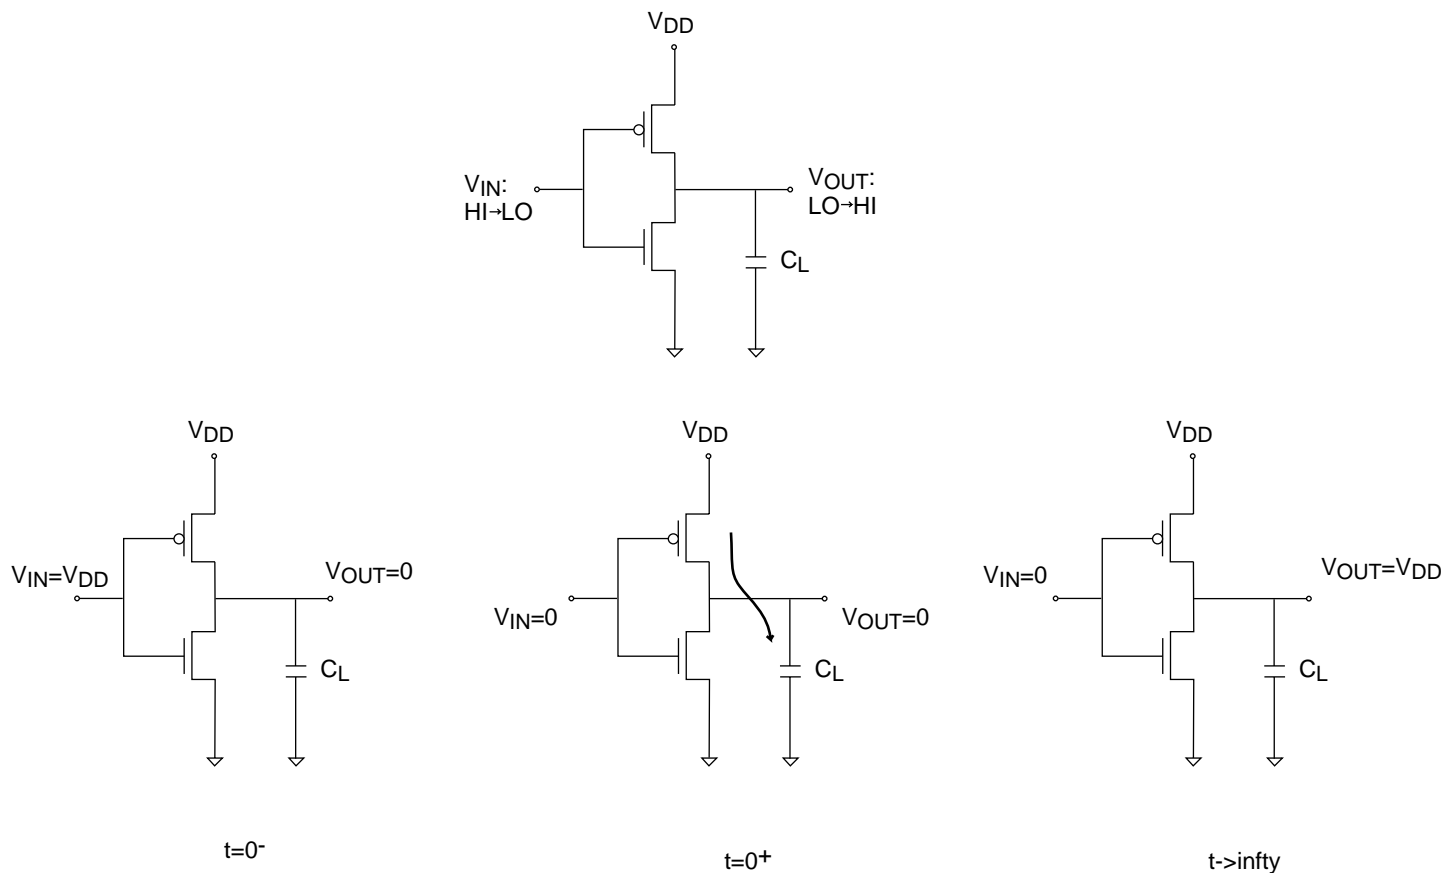 VDD
VIN:
HI→LO
VOUT:
LO→HI
CL
VDD
VIN=VDD
VOUT=0
CL
t=0-
VDD
VIN=0
VOUT=0
CL
t=0+
VDD
VIN=0
VOUT=VDD
CL
t->infty